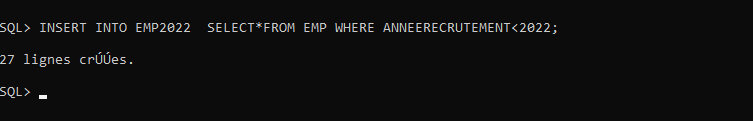 SQL> INSERT INTO EMP2022  SELECT*FROM EMP WHERE ANNEERECRUTEMENT<2022;
27 lignes crÚÚes.
SQL>